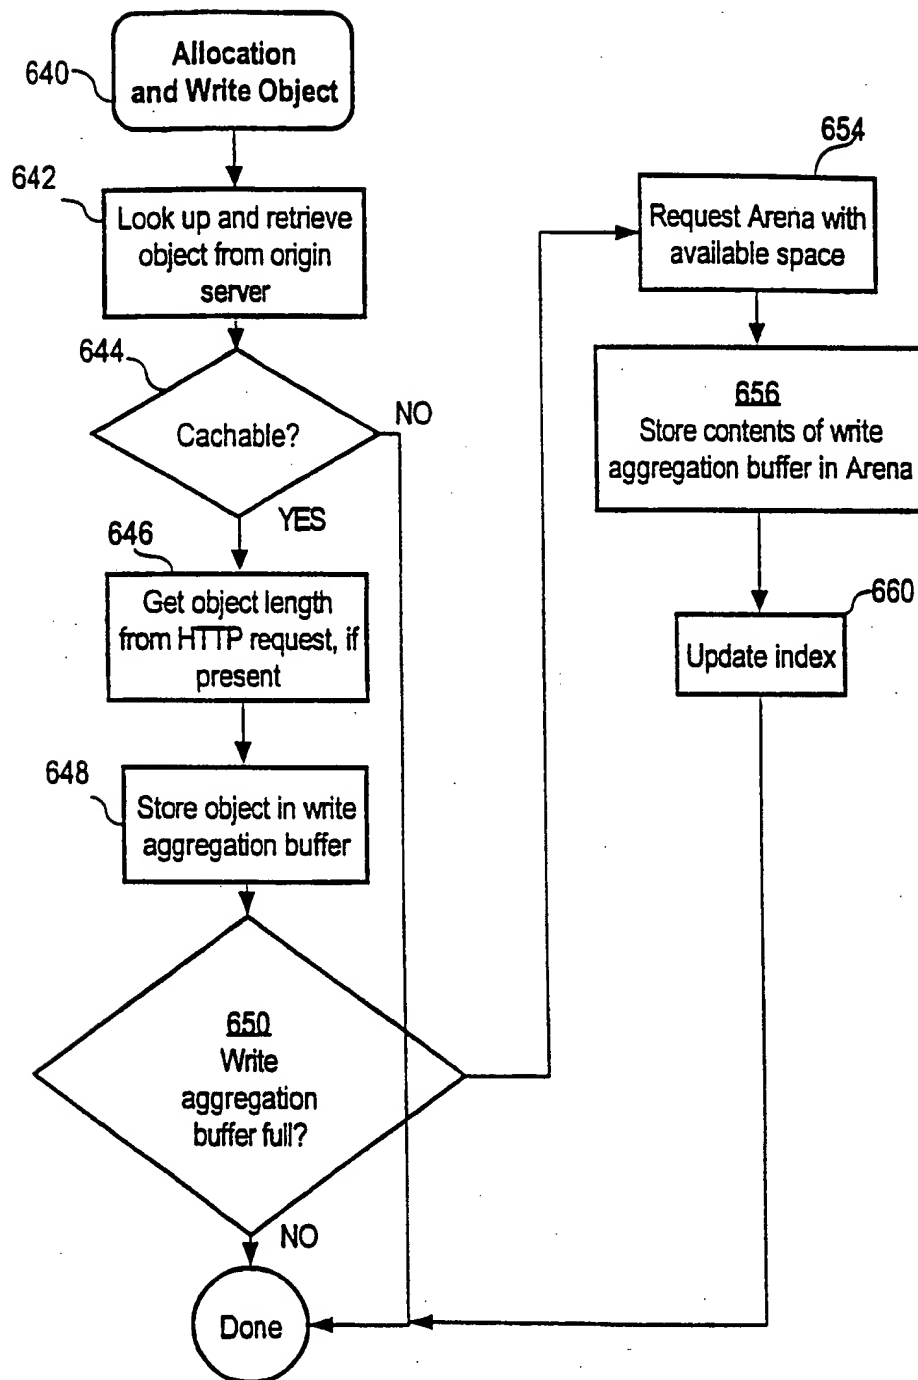 640
Allocation
and Write Object
642
Look up and retrieve
object from origin
server
644
Cachable?
NO
YES
646
Get object length
from HTTP request, if
present
648
Store object in write
aggregation buffer
650
Write
aggregation
buffer full?
NO
Done
654
Request Arena with
available space
656
Store contents of write
aggregation buffer in Arena
660
Update index